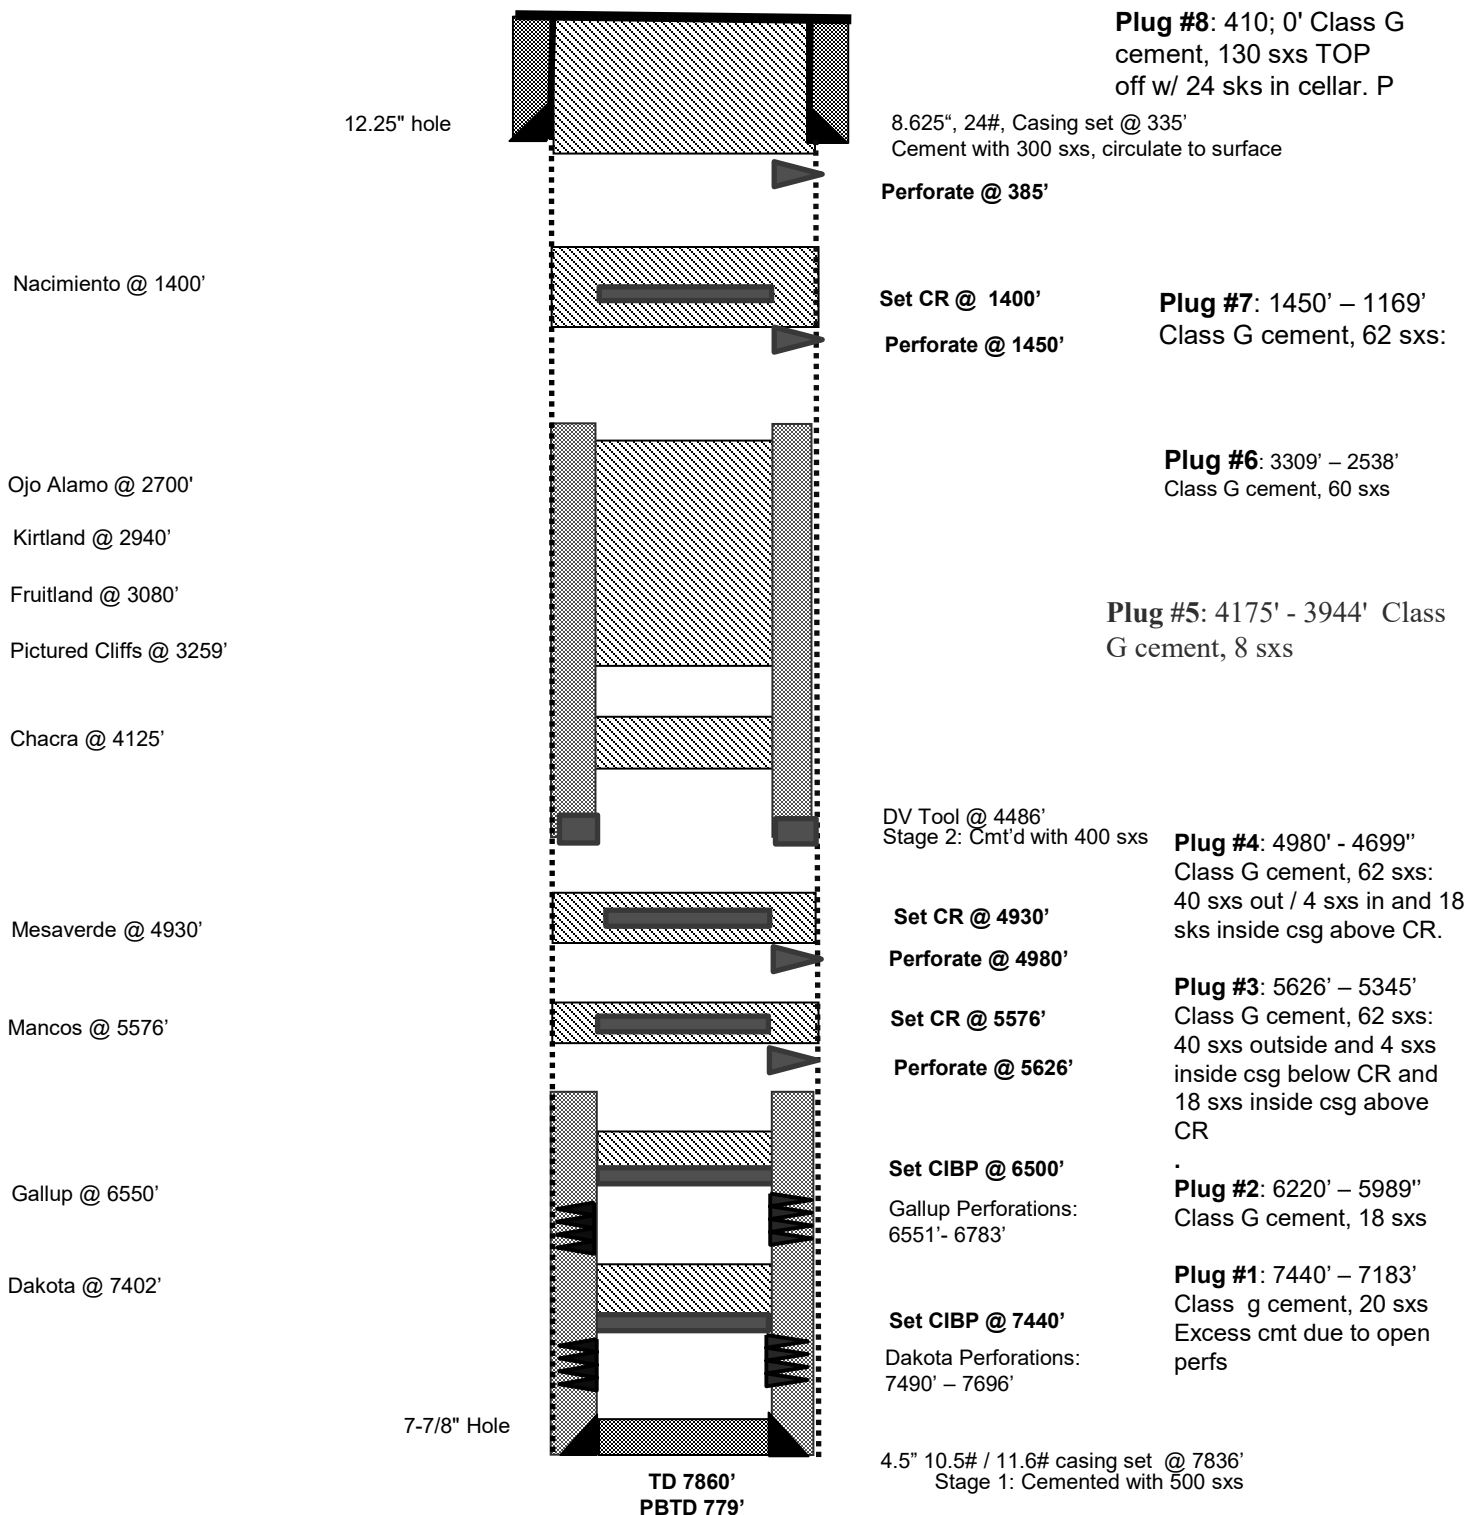 Plug #8: 410; 0' Class G
cement, 130 sxs TOP
off w/ 24 sks in cellar. P
12.25" hole
8.625“, 24#, Casing set @ 335’
Cement with 300 sxs, circulate to surface
Perforate @ 385’
Nacimiento @ 1400’
Set CR @  1400’
Perforate @ 1450’
Plug #7: 1450’ – 1169’
Class G cement, 62 sxs:
Plug #6: 3309’ – 2538’
Class G cement, 60 sxs
Ojo Alamo @ 2700'
Kirtland @ 2940’
Fruitland @ 3080’
Pictured Cliffs @ 3259’
Plug #5: 4175' - 3944'  Class
G cement, 8 sxs
Chacra @ 4125’
DV Tool @ 4486’
Stage 2: Cmt’d with 400 sxs
Plug #4: 4980' - 4699''
Class G cement, 62 sxs:
40 sxs out / 4 sxs in and 18
sks inside csg above CR.
Mesaverde @ 4930’
Set CR @ 4930’
Perforate @ 4980’
Mancos @ 5576’
Set CR @ 5576’
Perforate @ 5626’
Plug #3: 5626’ – 5345’
Class G cement, 62 sxs:
40 sxs outside and 4 sxs
inside csg below CR and
18 sxs inside csg above
CR
.
Plug #2: 6220’ – 5989’'
Class G cement, 18 sxs
Gallup @ 6550’
Set CIBP @ 6500’
Gallup Perforations:
6551’- 6783’
Plug #1: 7440’ – 7183’
Class  g cement, 20 sxs
Excess cmt due to open
perfs
Dakota @ 7402’
Set CIBP @ 7440’
Dakota Perforations:
7490’ – 7696’
7-7/8" Hole
4.5” 10.5# / 11.6# casing set  @ 7836’
Stage 1: Cemented with 500 sxs
TD 7860’
PBTD 779’